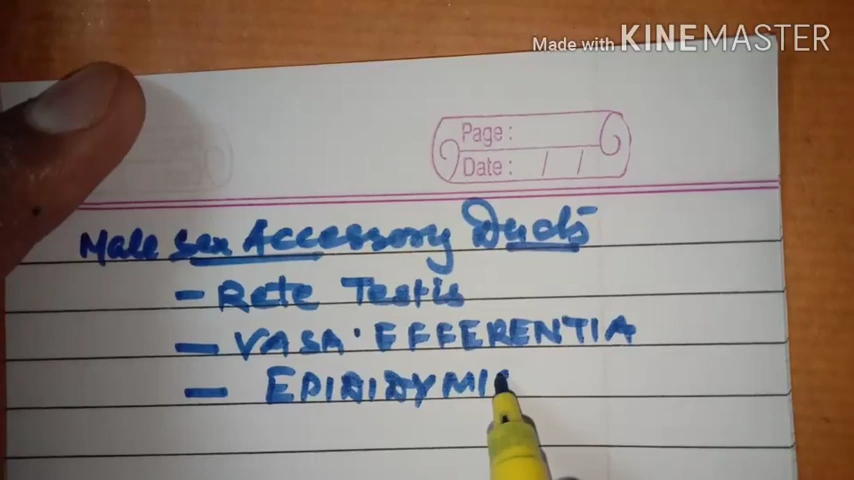 Made with KINEMASTER
Page :
Date : / /
Male Sex Accessory Ducts
- Rete Testis
- VASA EFFERENTIA
- EPIDIDYMIS